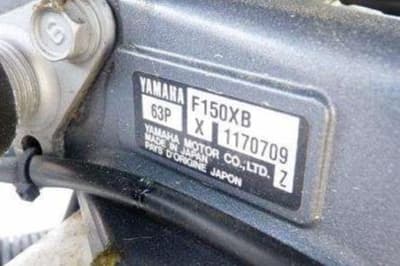 YAMAHA F150XB
63P X 1170709
YAMAHA MOTOR CO.,LTD.
MADE IN JAPAN
PAYS D'ORIGINE JAPON Z